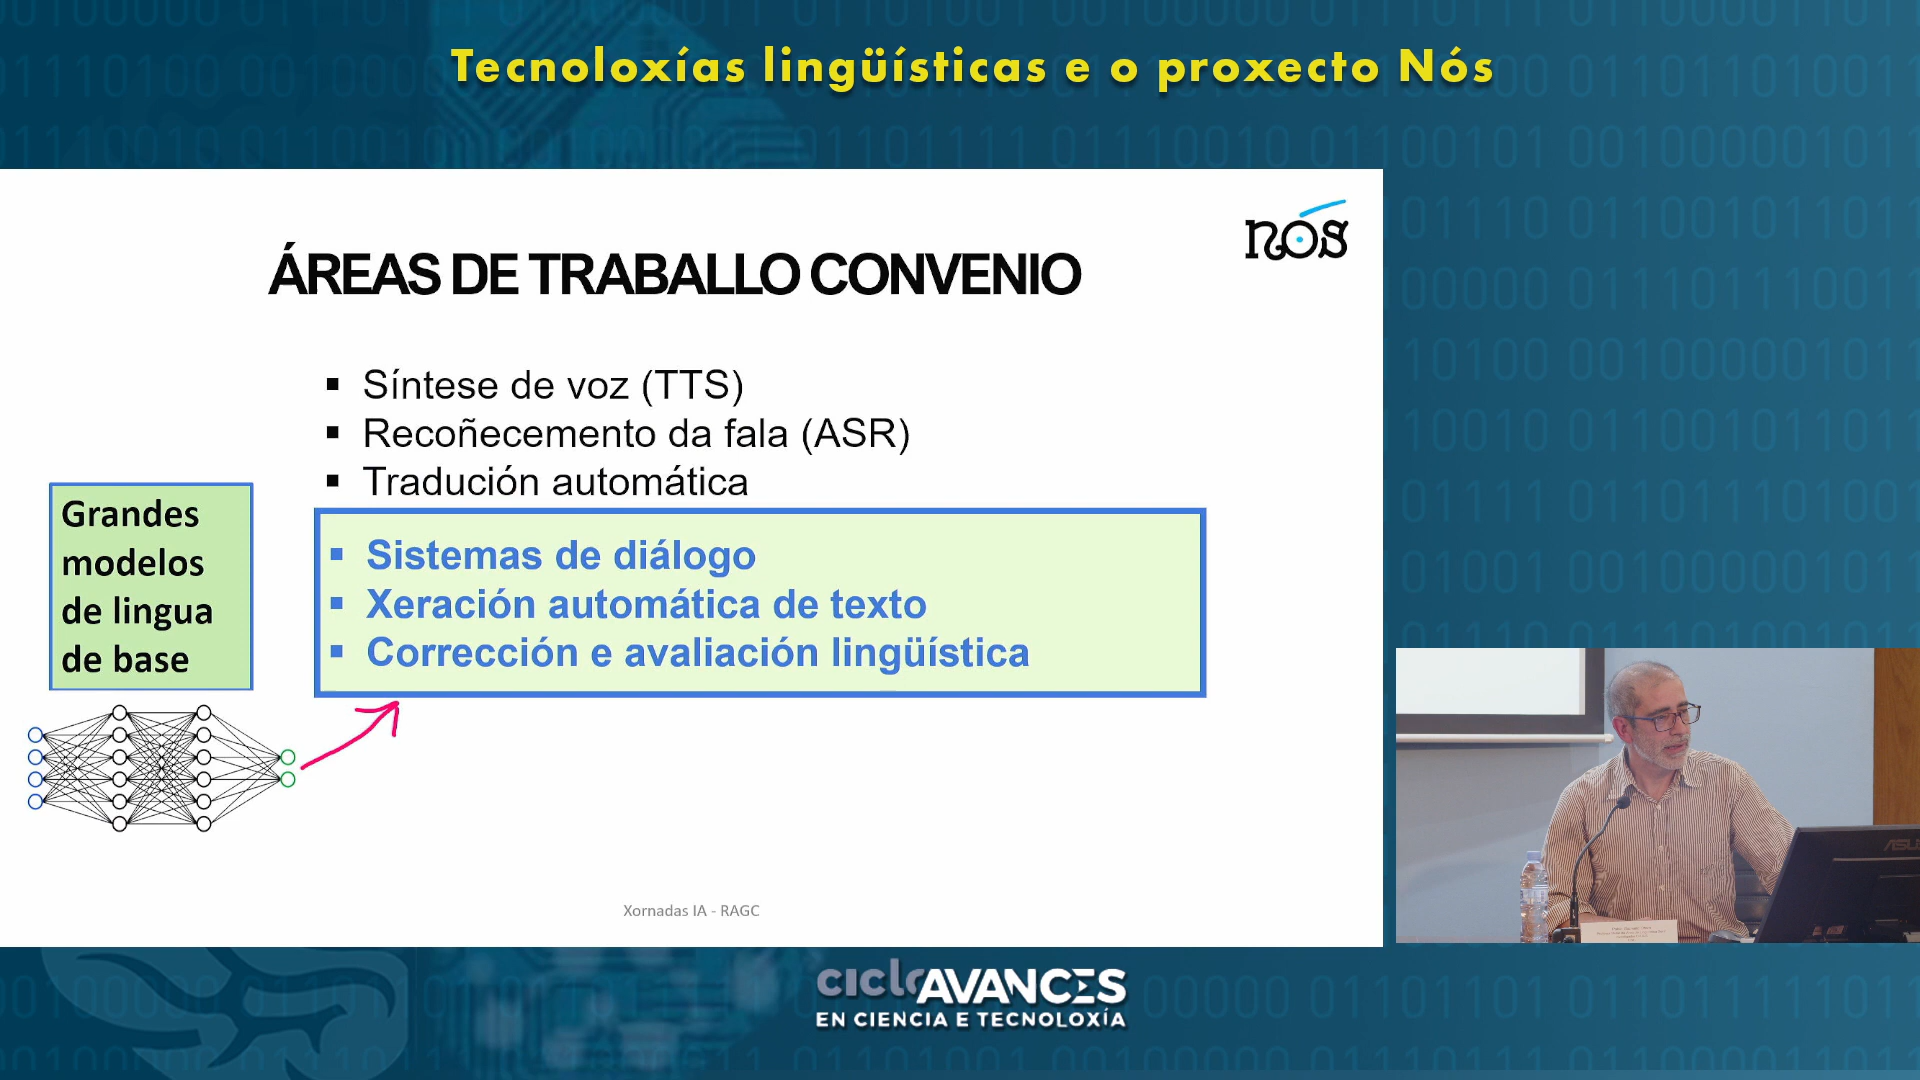 Tecnoloxías lingüísticas e o proxecto Nós
nós
ÁREAS DE TRABALLO CONVENIO
▪ Síntese de voz (TTS)
▪ Recoñecemento da fala (ASR)
▪ Tradución automática
Grandes
modelos
de lingua
de base
▪ Sistemas de diálogo
▪ Xeración automática de texto
▪ Corrección e avaliación lingüística
Xornadas IA - RAGC
ASUS
cicloAVANCES
EN CIENCIA E TECNOLOXÍA